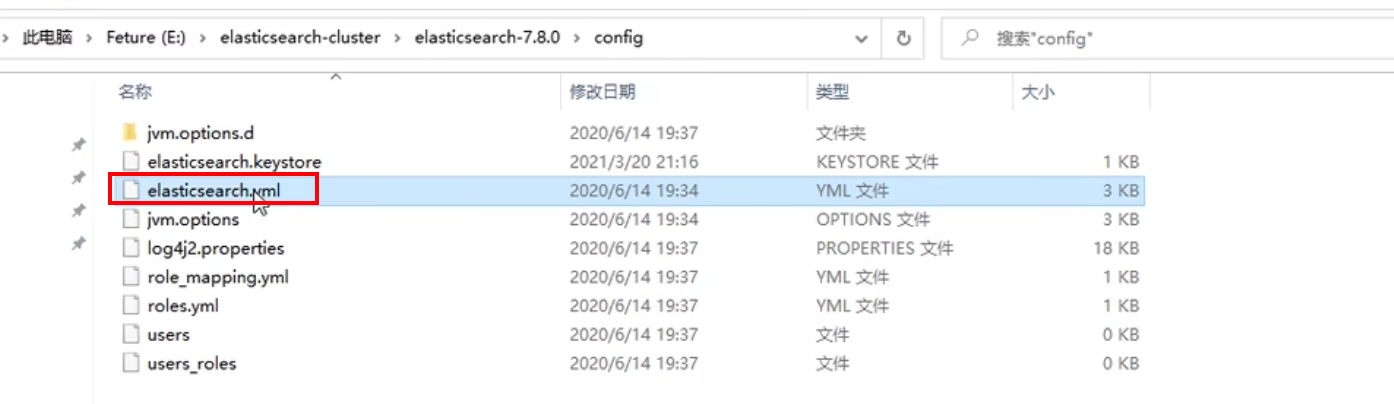 此电脑 › Feture (E:) › elasticsearch-cluster › elasticsearch-7.8.0 › config 搜索"config"
名称 修改日期 类型 大小
jvm.options.d 2020/6/14 19:37 文件夹
elasticsearch.keystore 2021/3/20 21:16 KEYSTORE 文件 1 KB
elasticsearch.yml 2020/6/14 19:34 YML 文件 3 KB
jvm.options 2020/6/14 19:34 OPTIONS 文件 3 KB
log4j2.properties 2020/6/14 19:37 PROPERTIES 文件 18 KB
role_mapping.yml 2020/6/14 19:37 YML 文件 1 KB
roles.yml 2020/6/14 19:37 YML 文件 1 KB
users 2020/6/14 19:37 文件 0 KB
users_roles 2020/6/14 19:37 文件 0 KB